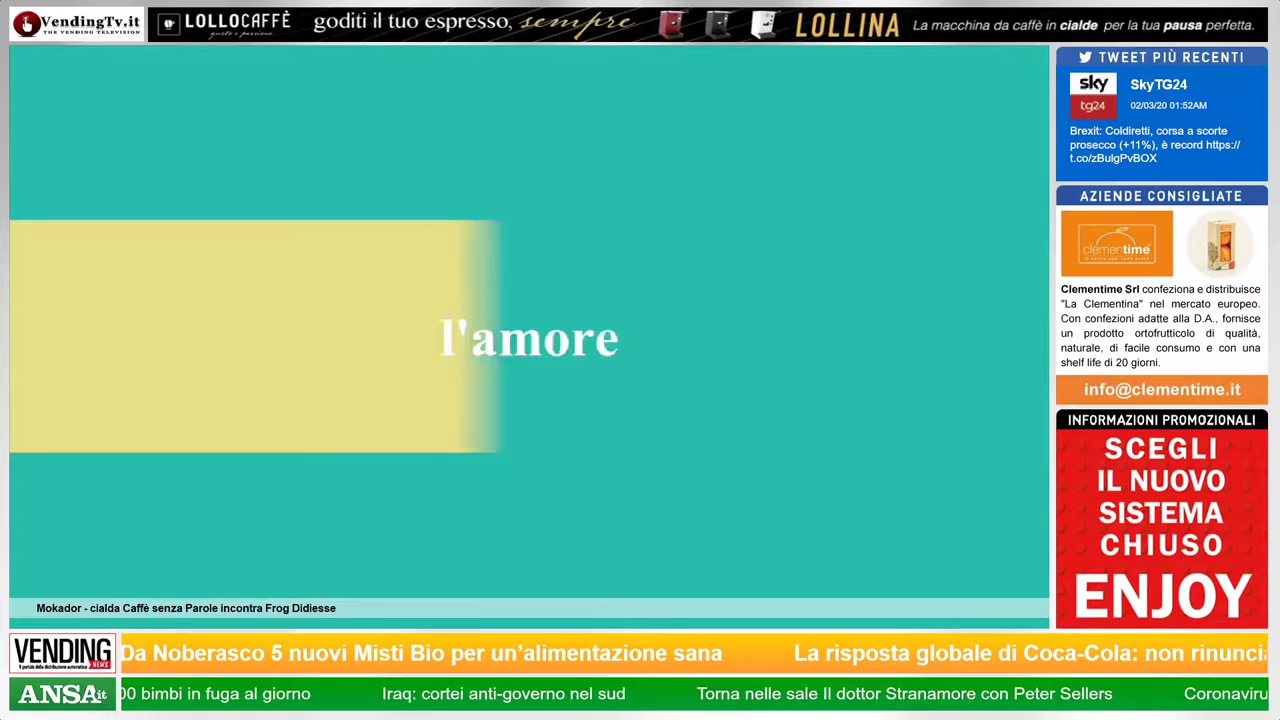 VendingTv.it
THE VENDING TELEVISION
LOLLOCAFFÈ
gusto e passione
goditi il tuo espresso, sempre
LOLLINA
La macchina da caffè in cialde per la tua pausa perfetta.
l'amore
Mokador - cialda Caffè senza Parole incontra Frog Didiesse
TWEET PIÙ RECENTI
sky
tg24
SkyTG24
02/03/20 01:52AM
Brexit: Coldiretti, corsa a scorte
prosecco (+11%), è record https://
t.co/zBulgPvBOX
AZIENDE CONSIGLIATE
clementime
Clementime Srl confeziona e distribuisce
"La Clementina" nel mercato europeo.
Con confezioni adatte alla D.A., fornisce
un prodotto ortofrutticolo di qualità,
naturale, di facile consumo e con una
shelf life di 20 giorni.
info@clementime.it
INFORMAZIONI PROMOZIONALI
SCEGLI
IL NUOVO
SISTEMA
CHIUSO
ENJOY
VENDING
NEWS
Il portale della distribuzione automatica
Da Noberasco 5 nuovi Misti Bio per un’alimentazione sana La risposta globale di Coca-Cola: non rinuncia
ANSA.it
00 bimbi in fuga al giorno Iraq: cortei anti-governo nel sud Torna nelle sale Il dottor Stranamore con Peter Sellers Coronaviru